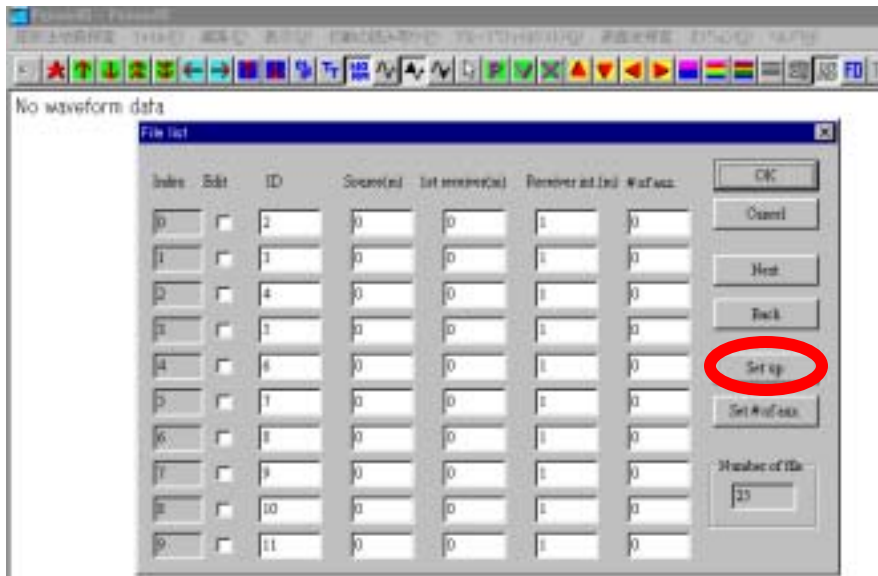 No waveform data
File list
Index Edit ID Source(m) 1st receiver(m) Receiver int.(m) # of aux.
OK
Cancel
Next
Back
Set up
Set # of aux.
Number of file
23
0 2 0 0 1 0
1 3 0 0 1 0
2 4 0 0 1 0
3 5 0 0 1 0
4 6 0 0 1 0
5 7 0 0 1 0
6 8 0 0 1 0
7 9 0 0 1 0
8 10 0 0 1 0
9 11 0 0 1 0